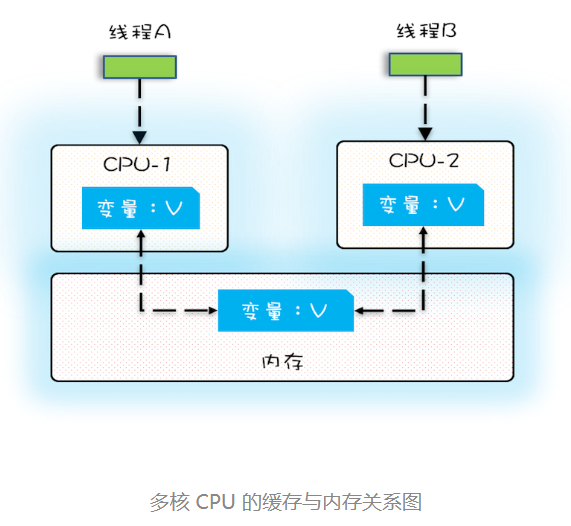 线程A
线程B
CPU-1
CPU-2
变量：V
变量：V
变量：V
内存
多核 CPU 的缓存与内存关系图